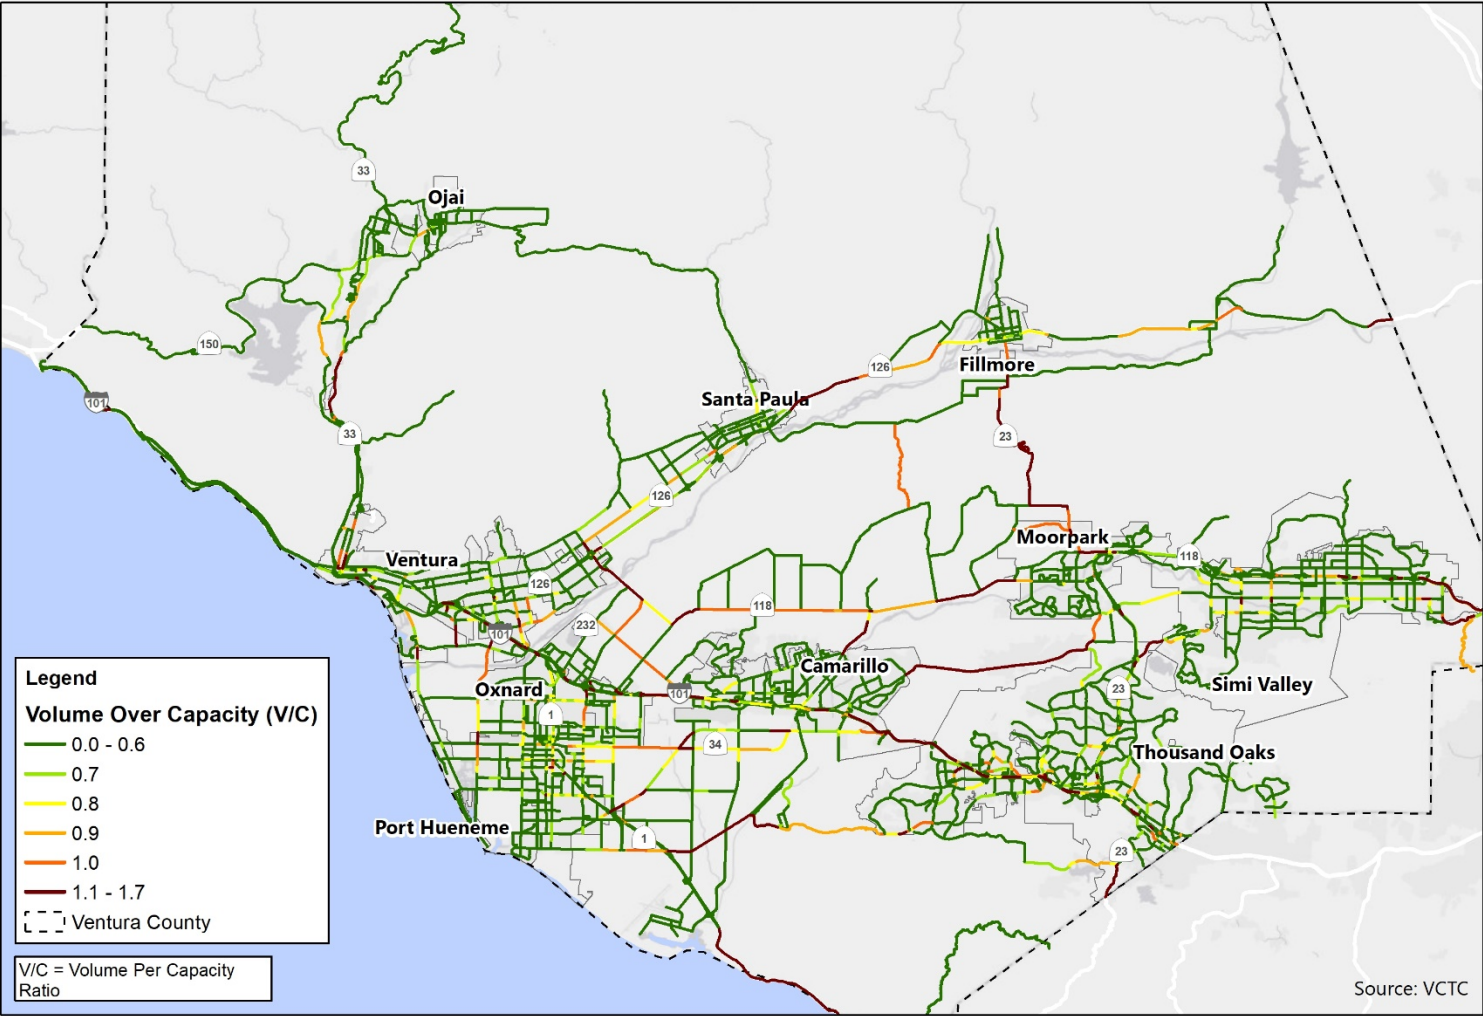 33
Ojai
150
101
33
126
Fillmore
Santa Paula
23
126
Moorpark
118
Ventura
126
118
232
101
Camarillo
Oxnard
101
23
Simi Valley
1
34
Thousand Oaks
Port Hueneme
1
23
Legend
Volume Over Capacity (V/C)
0.0 - 0.6
0.7
0.8
0.9
1.0
1.1 - 1.7
Ventura County
V/C = Volume Per Capacity
Ratio
Source: VCTC